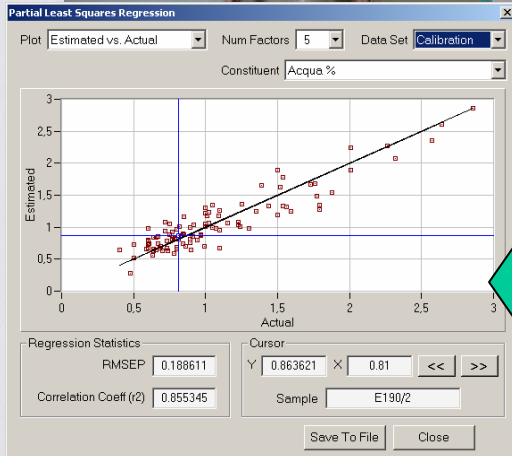 Partial Least Squares Regression
Plot Estimated vs. Actual Num Factors 5 Data Set Calibration
Constituent Acqua %
3
2,5
2
1,5
1
0,5
0
Estimated
0 0,5 1 1,5 2 2,5 3
Actual
Regression Statistics
RMSEP 0.188611
Correlation Coeff (r2) 0.855345
Cursor
Y 0.863621 X 0.81 << >>
Sample E190/2
Save To File Close